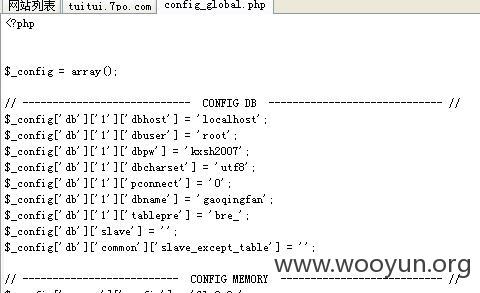 网站列表 tuitui.7po.com config_global.php
<?php
$_config = array();
// ---------------------------- CONFIG DB ----------------------------- //
$_config['db']['1']['dbhost'] = 'localhost';
$_config['db']['1']['dbuser'] = 'root';
$_config['db']['1']['dbpw'] = 'kxsh2007';
$_config['db']['1']['dbcharset'] = 'utf8';
$_config['db']['1']['pconnect'] = '0';
$_config['db']['1']['dbname'] = 'gaoqingfan';
$_config['db']['1']['tablepre'] = 'bre_';
$_config['db']['slave'] = '';
$_config['db']['common']['slave_except_table'] = '';
www.wooyun.org
// -------------------------- CONFIG MEMORY --------------------------- //